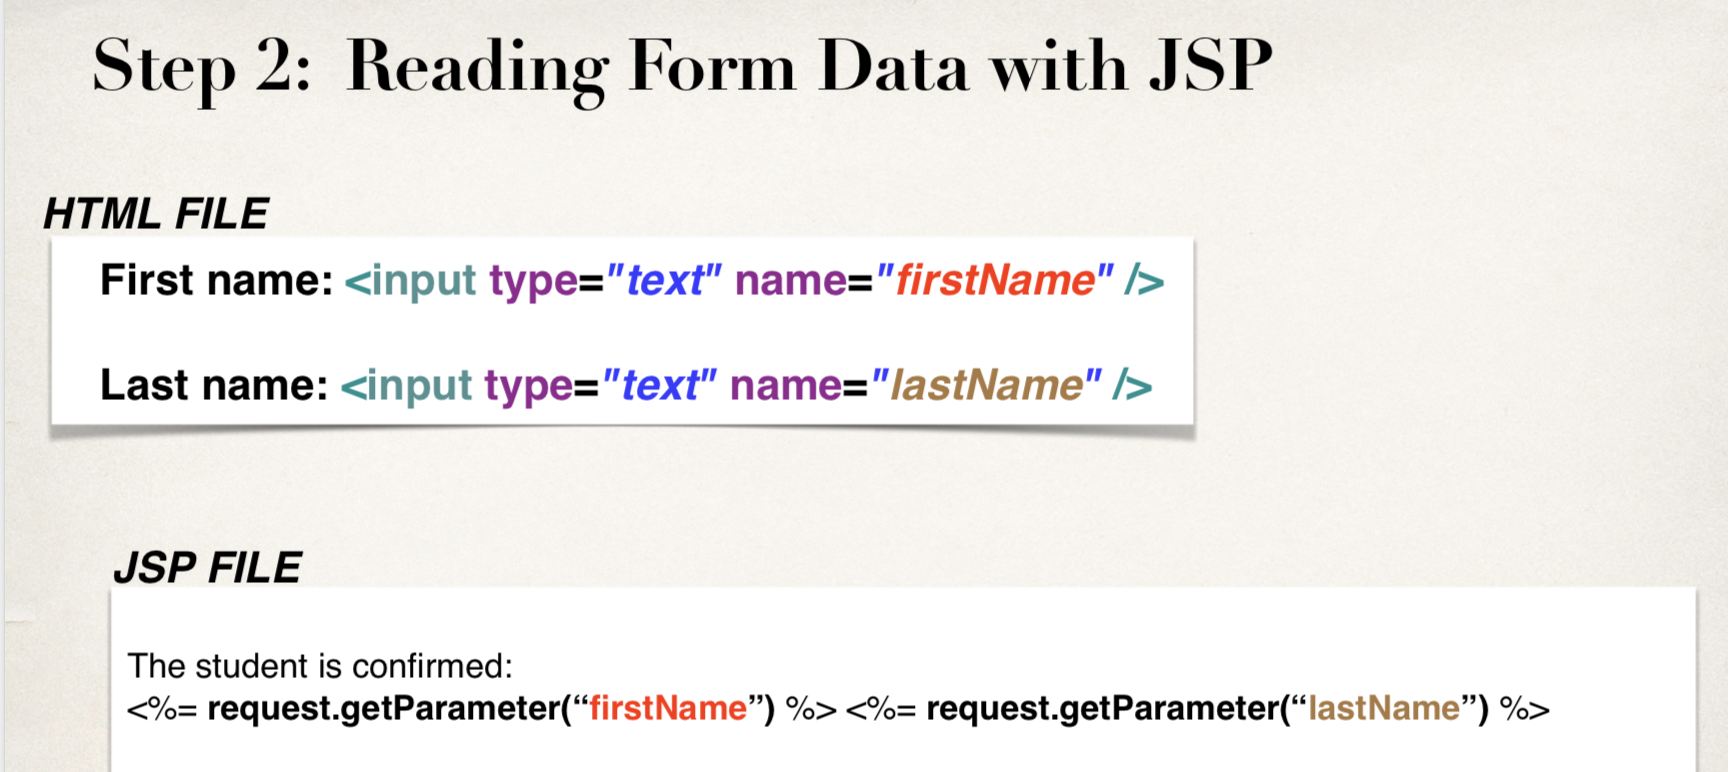 Step 2: Reading Form Data with JSP
HTML FILE
First name: <input type="text" name="firstName" />
Last name: <input type="text" name="lastName" />
JSP FILE
The student is confirmed:
<%= request.getParameter(“firstName”) %> <%= request.getParameter(“lastName”) %>